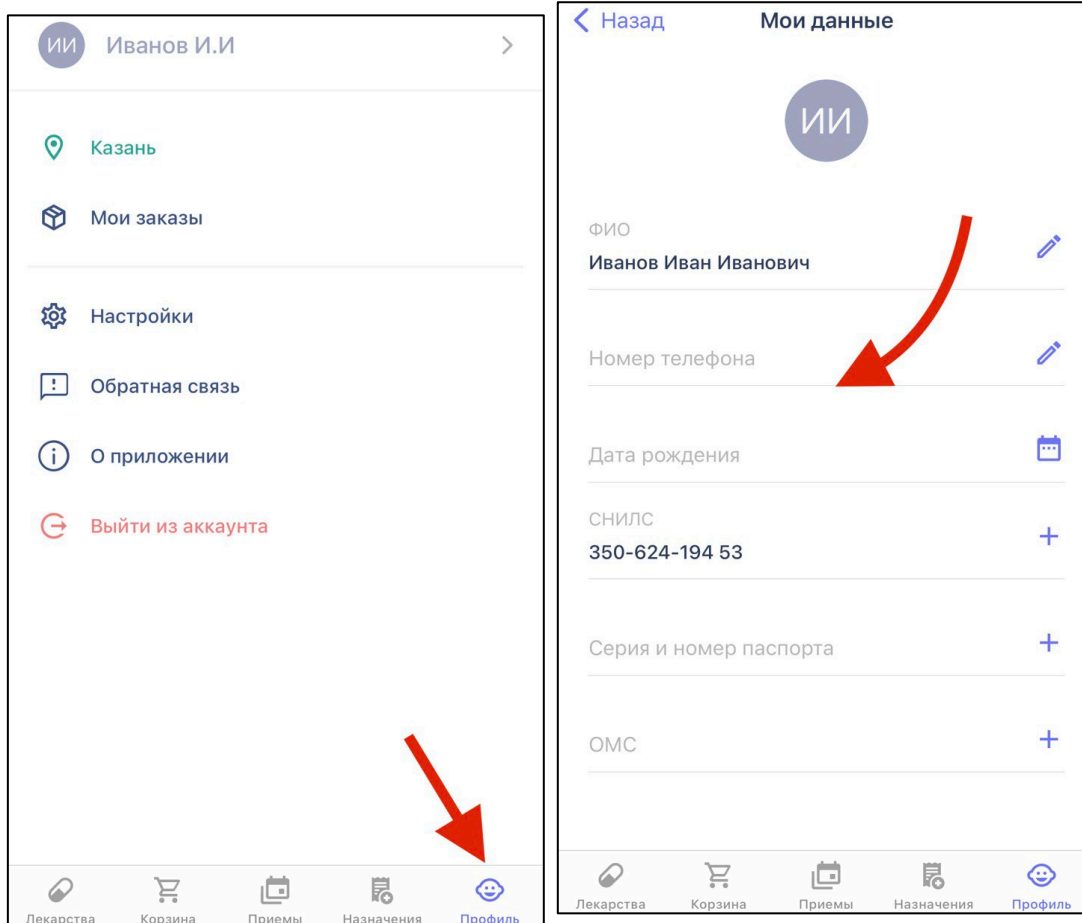 ИИ Иванов И.И
Казань
Мои заказы
Настройки
Обратная связь
О приложении
Выйти из аккаунта
Лекарства Корзина Приемы Назначения Профиль
Назад Мои данные
ИИ
ФИО
Иванов Иван Иванович
Номер телефона
Дата рождения
СНИЛС
350-624-194 53
Серия и номер паспорта
ОМС
Лекарства Корзина Приемы Назначения Профиль